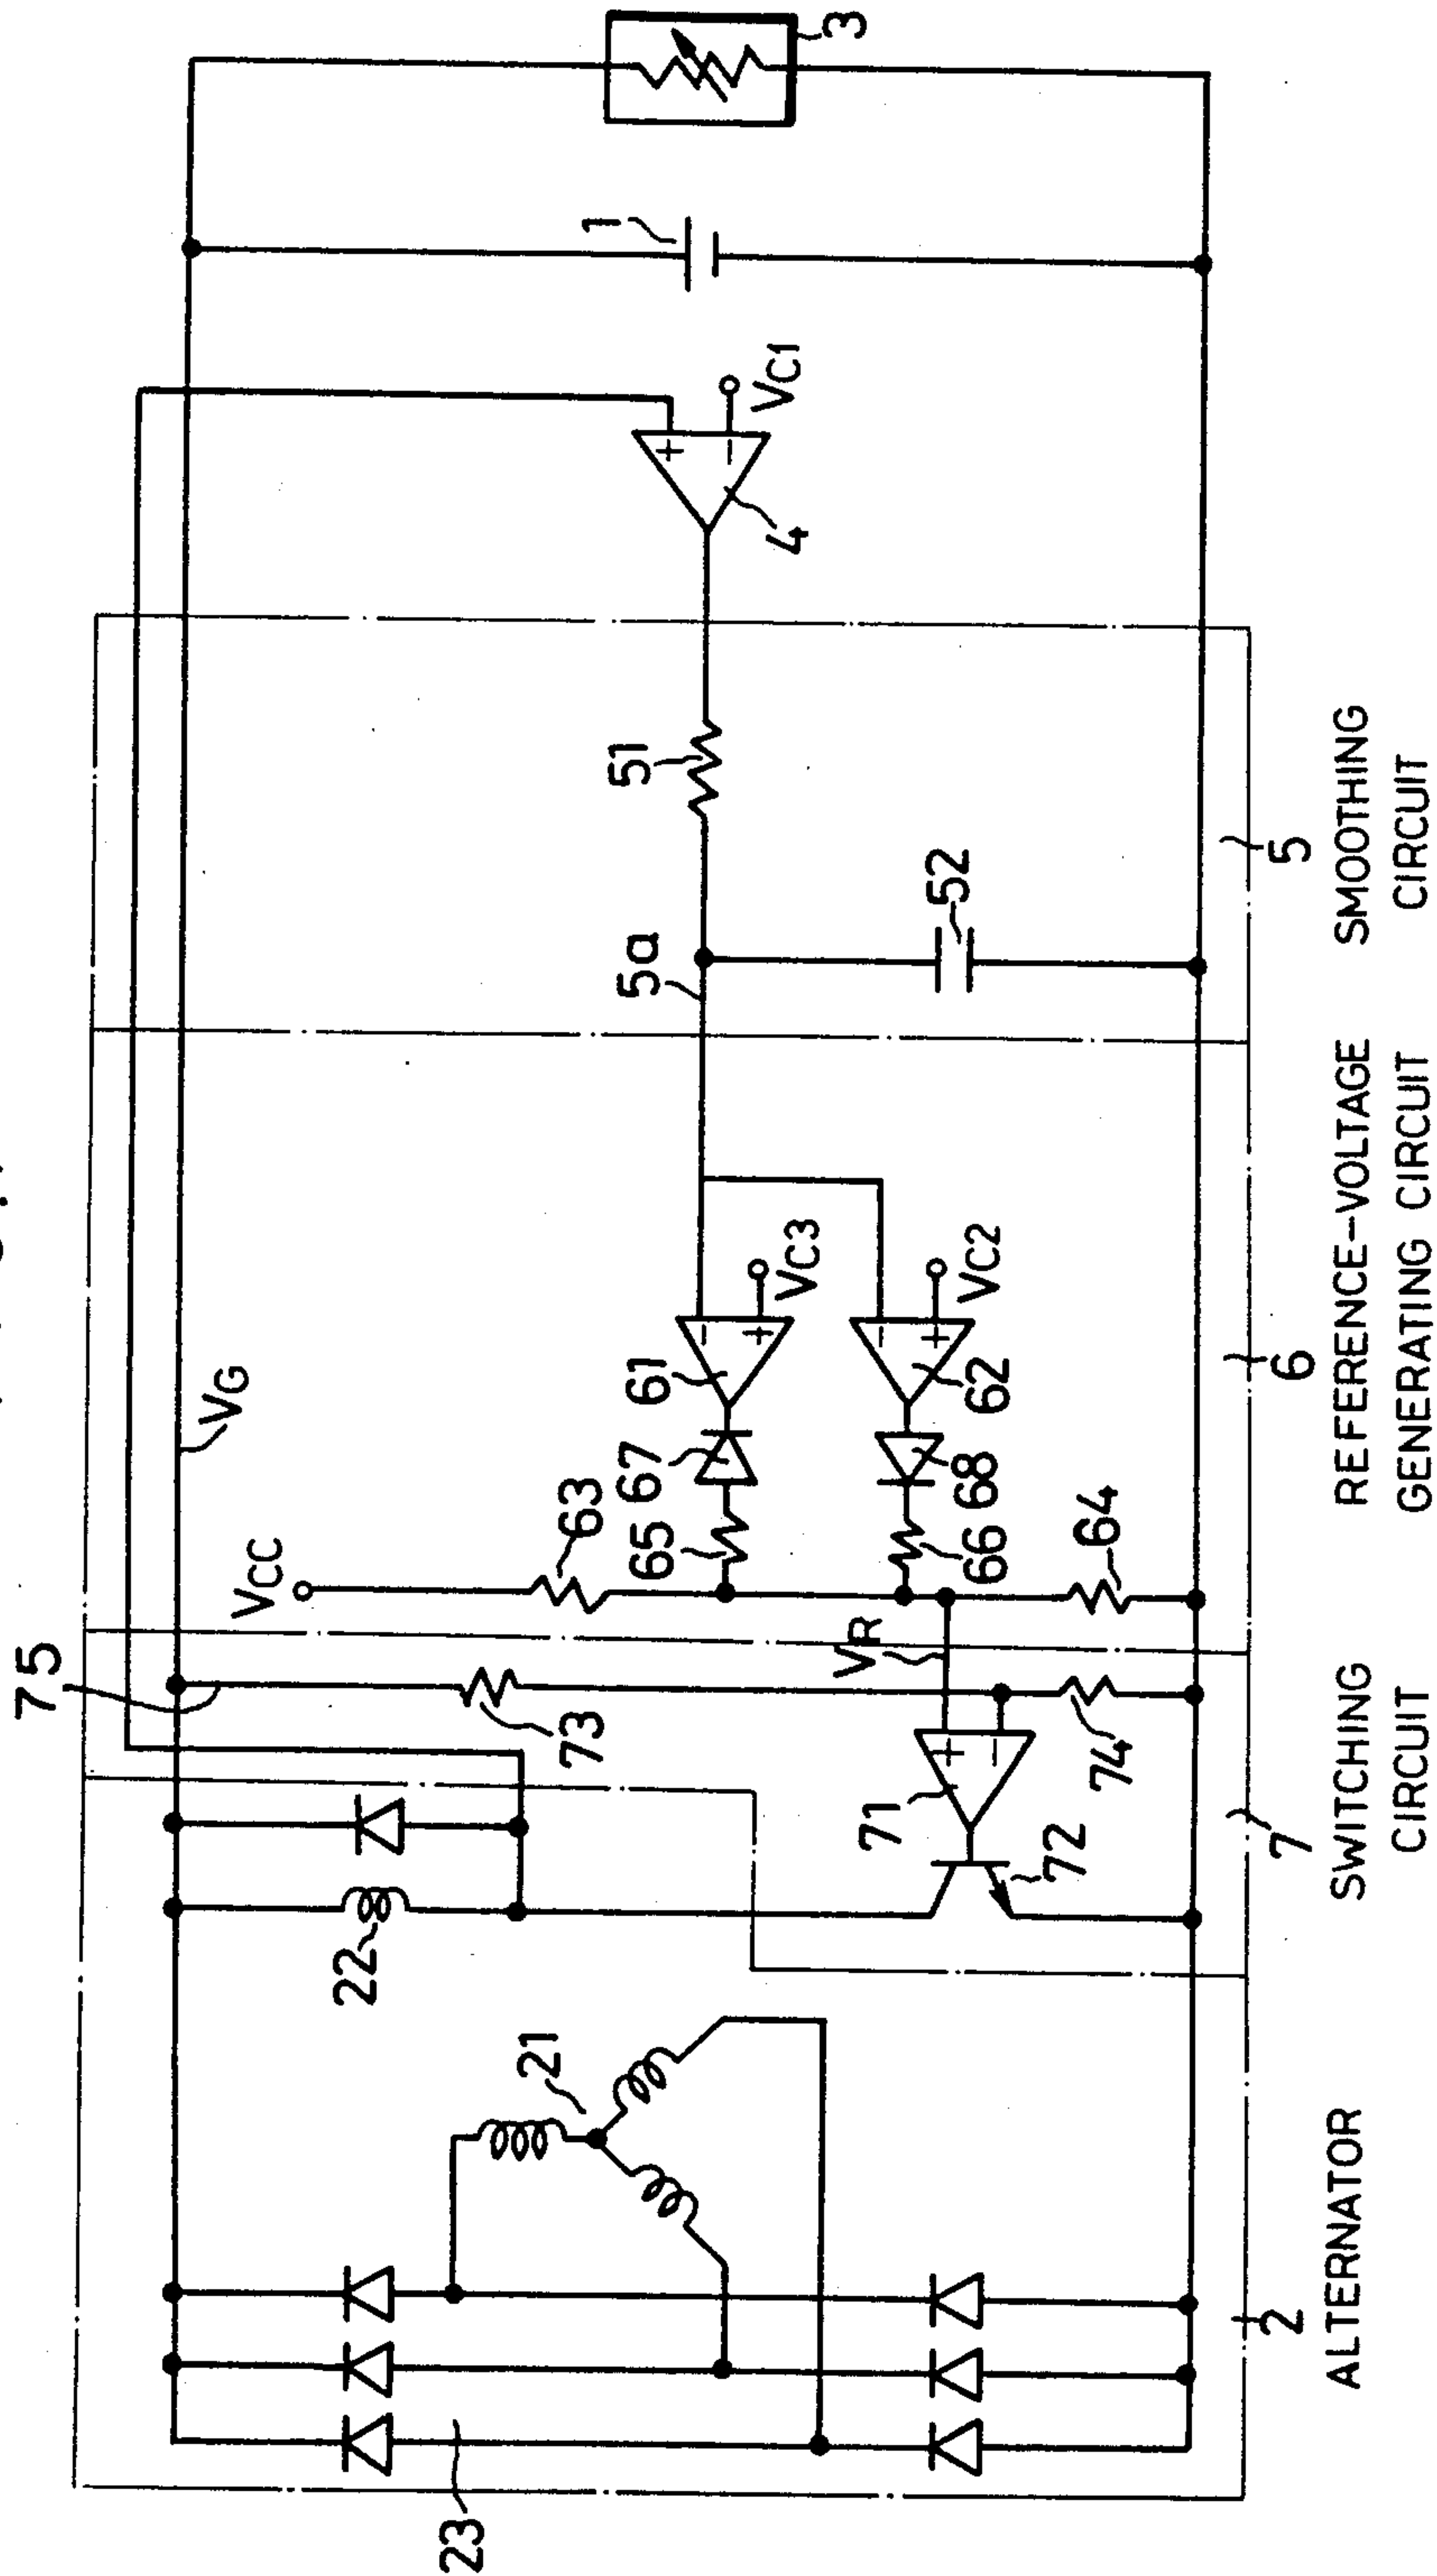 75
VG
VCC
63
73
22
21
23
65
67
61
VC3
66
68
62
VC2
64
VR
71
72
74
5a
51
52
4
VC1
1
3
2
ALTERNATOR
7
SWITCHING
CIRCUIT
6
REFERENCE-VOLTAGE
GENERATING CIRCUIT
5
SMOOTHING
CIRCUIT
+
−
−
+
−
+
+
−